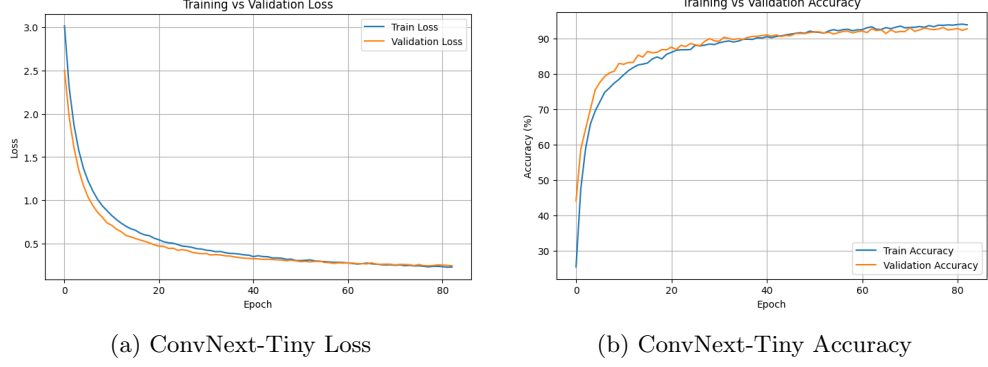 Training vs Validation Loss
3.0
2.5
2.0
1.5
1.0
0.5
Loss
Train Loss
Validation Loss
0 20 40 60 80
Epoch
(a) ConvNext-Tiny Loss
Training vs Validation Accuracy
90
80
70
60
50
40
30
Accuracy (%)
Train Accuracy
Validation Accuracy
0 20 40 60 80
Epoch
(b) ConvNext-Tiny Accuracy